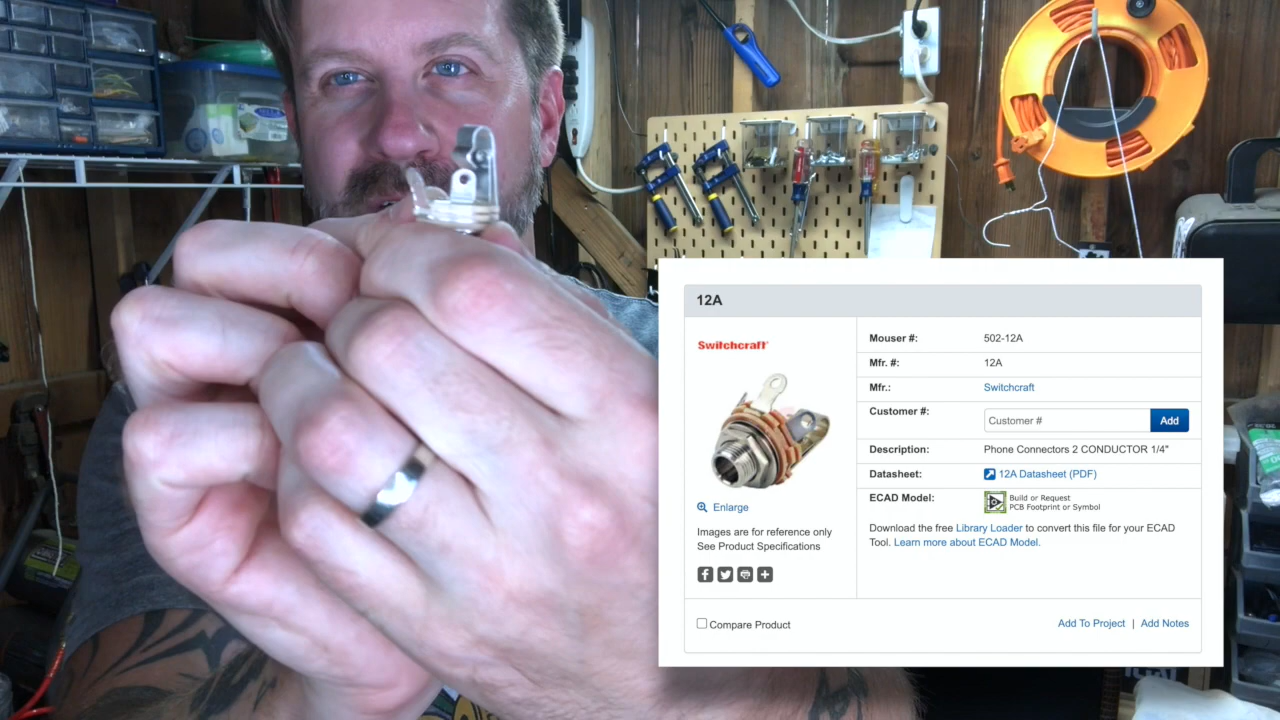 12A
Switchcraft
Enlarge
Images are for reference only
See Product Specifications
Compare Product
Mouser #: 502-12A
Mfr. #: 12A
Mfr.: Switchcraft
Customer #: Customer # Add
Description: Phone Connectors 2 CONDUCTOR 1/4"
Datasheet: 12A Datasheet (PDF)
ECAD Model: Build or Request
PCB Footprint or Symbol
Download the free Library Loader to convert this file for your ECAD
Tool. Learn more about ECAD Model.
Add To Project | Add Notes